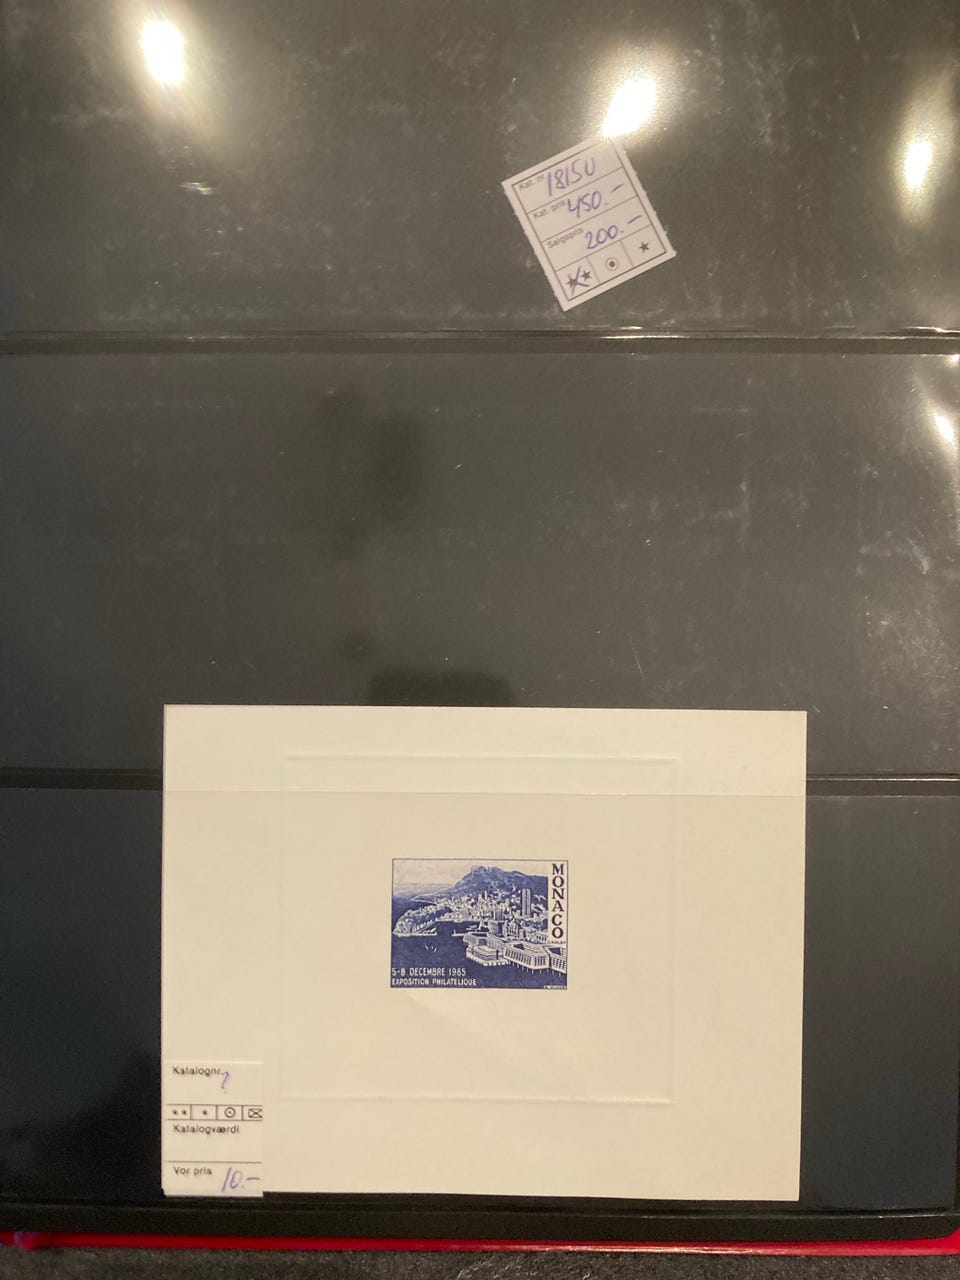 Kat. nr. 1815U
Kat. pris 450.-
Salgspris 200.-
MONACO
5-8 DECEMBRE 1985
EXPOSITION PHILATELIQUE
Katalognr. ?
Katalogværdi
Vor pris 10.-